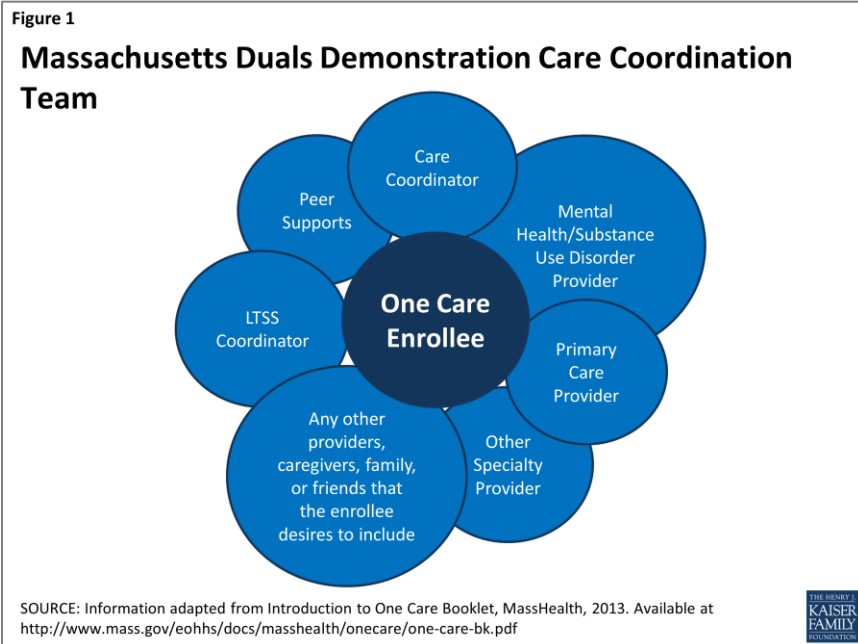 Figure 1
Massachusetts Duals Demonstration Care Coordination
Team
Care
Coordinator
Peer
Supports
Mental
Health/Substance
Use Disorder
Provider
One Care
Enrollee
LTSS
Coordinator
Primary
Care
Provider
Any other
providers,
caregivers, family,
or friends that
the enrollee
desires to include
Other
Specialty
Provider
SOURCE: Information adapted from Introduction to One Care Booklet, MassHealth, 2013. Available at
http://www.mass.gov/eohhs/docs/masshealth/onecare/one-care-bk.pdf
THE HENRY J.
KAISER
FAMILY
FOUNDATION